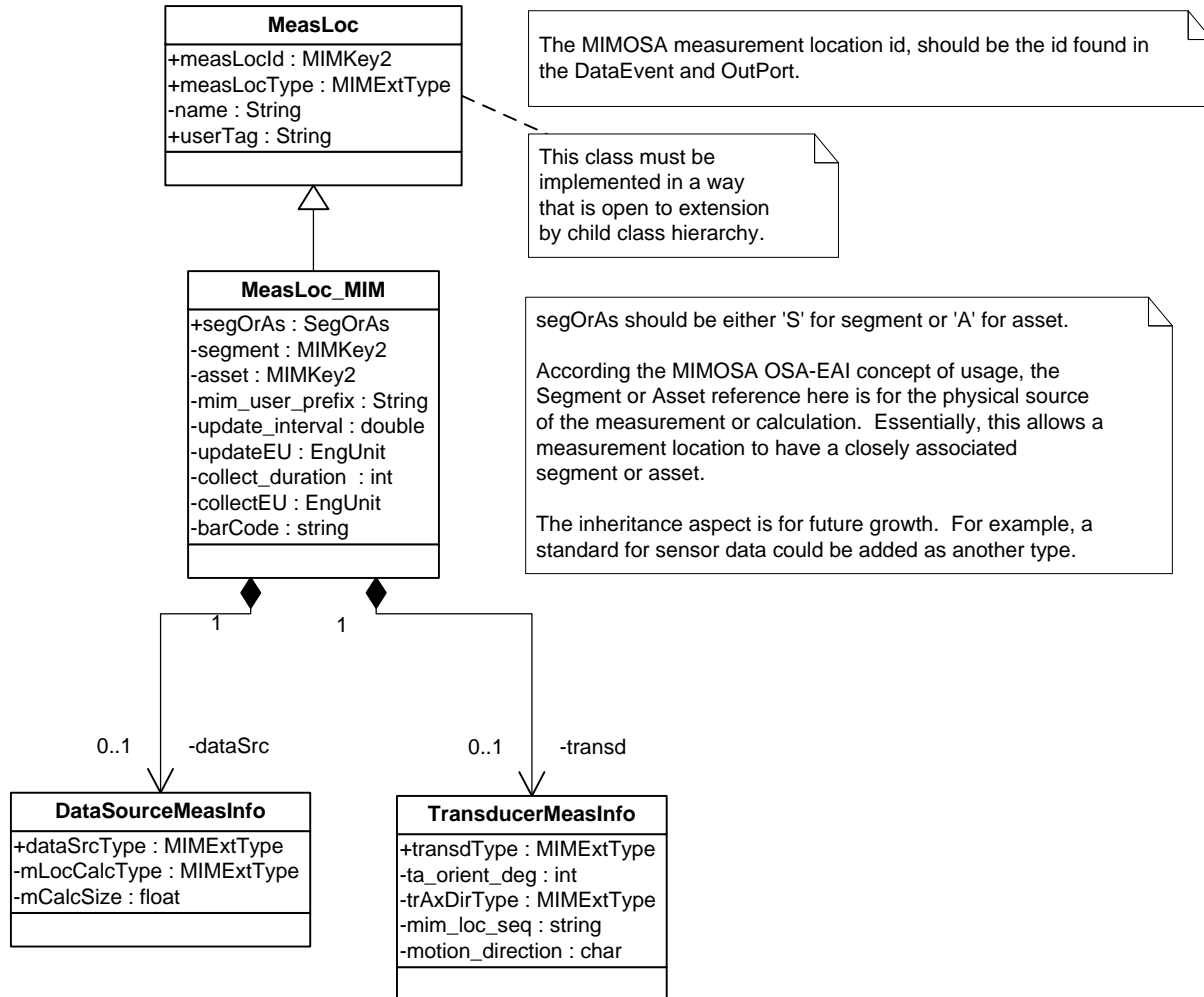 MeasLoc
+measLocId : MIMKey2
+measLocType : MIMExtType
-name : String
+userTag : String
The MIMOSA measurement location id, should be the id found in
the DataEvent and OutPort.
This class must be
implemented in a way
that is open to extension
by child class hierarchy.
MeasLoc_MIM
+segOrAs : SegOrAs
-segment : MIMKey2
-asset : MIMKey2
-mim_user_prefix : String
-update_interval : double
-updateEU : EngUnit
-collect_duration : int
-collectEU : EngUnit
-barCode : string
segOrAs should be either 'S' for segment or 'A' for asset.
According the MIMOSA OSA-EAI concept of usage, the
Segment or Asset reference here is for the physical source
of the measurement or calculation. Essentially, this allows a
measurement location to have a closely associated
segment or asset.
The inheritance aspect is for future growth. For example, a
standard for sensor data could be added as another type.
1
1
0..1
-dataSrc
0..1
-transd
DataSourceMeasInfo
+dataSrcType : MIMExtType
-mLocCalcType : MIMExtType
-mCalcSize : float
TransducerMeasInfo
+transdType : MIMExtType
-ta_orient_deg : int
-trAxDirType : MIMExtType
-mim_loc_seq : string
-motion_direction : char